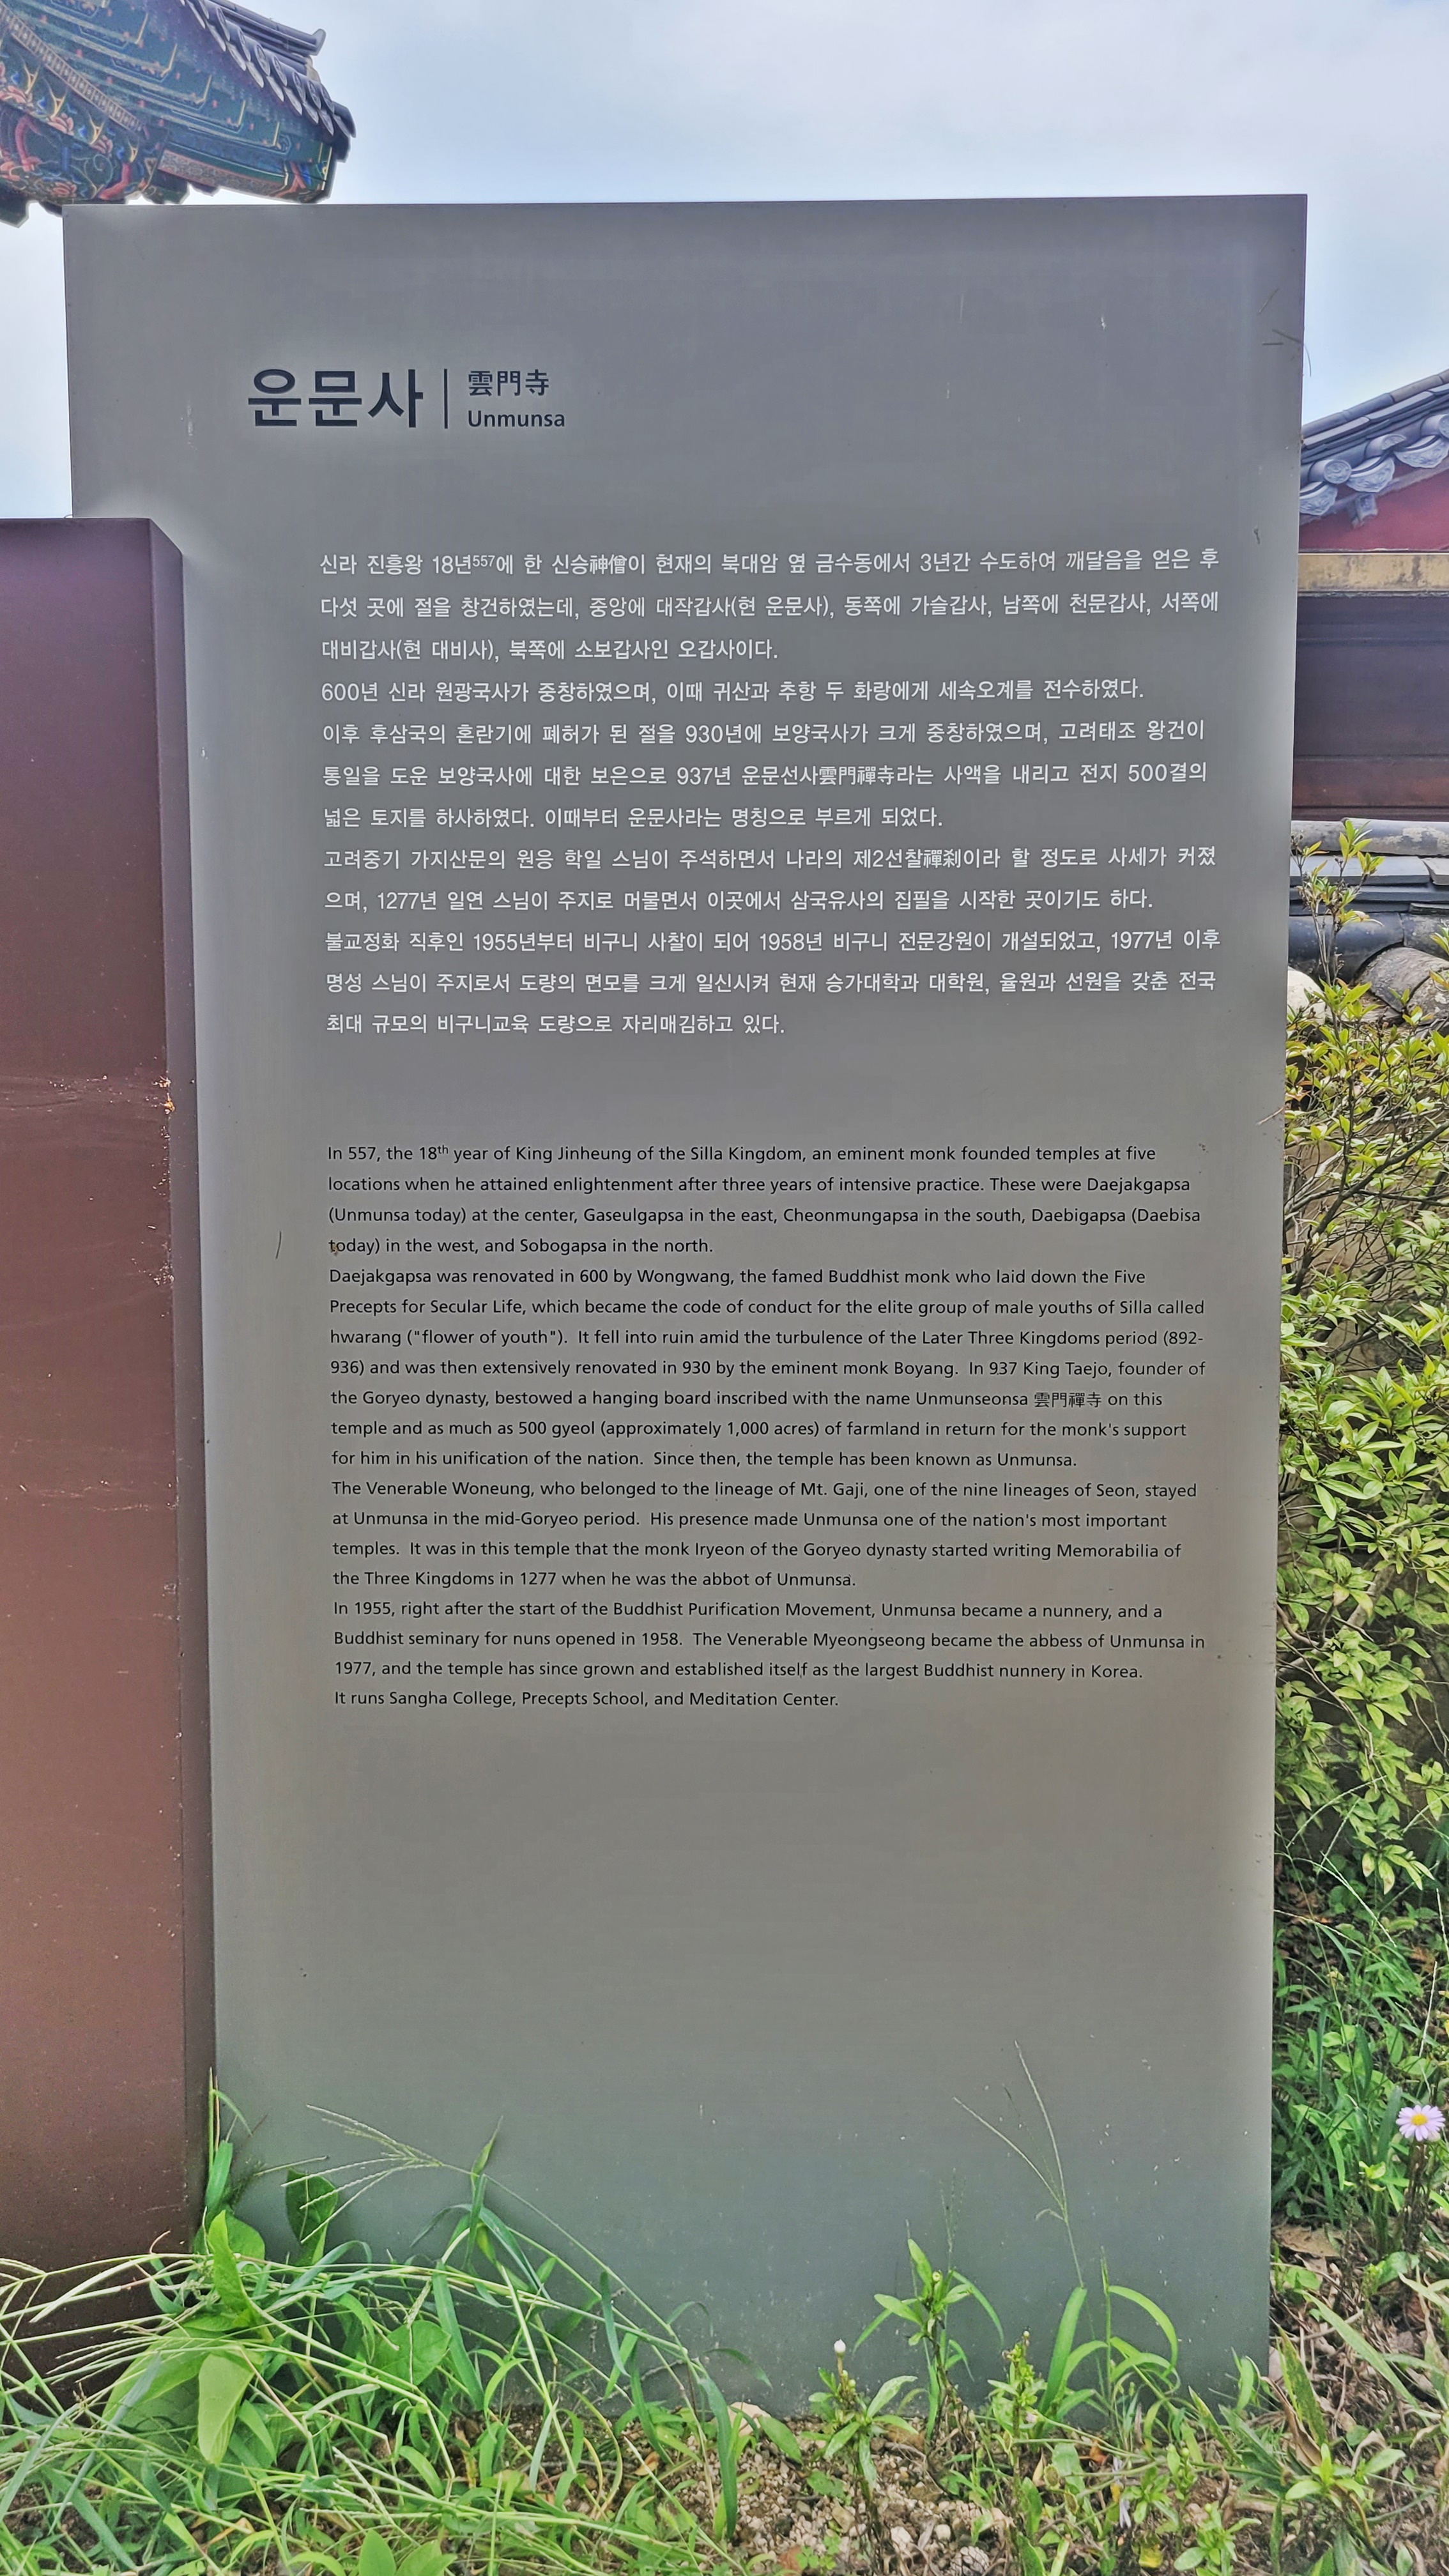 운문사
雲門寺
Unmunsa
신라 진흥왕 18년557에 한 신승神僧이 현재의 북대암 옆 금수동에서 3년간 수도하여 깨달음을 얻은 후
다섯 곳에 절을 창건하였는데, 중앙에 대작갑사(현 운문사), 동쪽에 가슬갑사, 남쪽에 천문갑사, 서쪽에
대비갑사(현 대비사), 북쪽에 소보갑사인 오갑사이다.
600년 신라 원광국사가 중창하였으며, 이때 귀산과 추항 두 화랑에게 세속오계를 전수하였다.
이후 후삼국의 혼란기에 폐허가 된 절을 930년에 보양국사가 크게 중창하였으며, 고려태조 왕건이
통일을 도운 보양국사에 대한 보은으로 937년 운문선사雲門禪寺라는 사액을 내리고 전지 500결의
넓은 토지를 하사하였다. 이때부터 운문사라는 명칭으로 부르게 되었다.
고려중기 가지산문의 원응 학일 스님이 주석하면서 나라의 제2선찰禪刹이라 할 정도로 사세가 커졌
으며, 1277년 일연 스님이 주지로 머물면서 이곳에서 삼국유사의 집필을 시작한 곳이기도 하다.
불교정화 직후인 1955년부터 비구니 사찰이 되어 1958년 비구니 전문강원이 개설되었고, 1977년 이후
명성 스님이 주지로서 도량의 면모를 크게 일신시켜 현재 승가대학과 대학원, 율원과 선원을 갖춘 전국
최대 규모의 비구니교육 도량으로 자리매김하고 있다.
In 557, the 18th year of King Jinheung of the Silla Kingdom, an eminent monk founded temples at five
locations when he attained enlightenment after three years of intensive practice. These were Daejakgapsa
(Unmunsa today) at the center, Gaseulgapsa in the east, Cheonmungapsa in the south, Daebigapsa (Daebisa
today) in the west, and Sobogapsa in the north.
Daejakgapsa was renovated in 600 by Wongwang, the famed Buddhist monk who laid down the Five
Precepts for Secular Life, which became the code of conduct for the elite group of male youths of Silla called
hwarang ("flower of youth"). It fell into ruin amid the turbulence of the Later Three Kingdoms period (892-
936) and was then extensively renovated in 930 by the eminent monk Boyang. In 937 King Taejo, founder of
the Goryeo dynasty, bestowed a hanging board inscribed with the name Unmunseonsa 雲門禪寺 on this
temple and as much as 500 gyeol (approximately 1,000 acres) of farmland in return for the monk's support
for him in his unification of the nation. Since then, the temple has been known as Unmunsa.
The Venerable Woneung, who belonged to the lineage of Mt. Gaji, one of the nine lineages of Seon, stayed
at Unmunsa in the mid-Goryeo period. His presence made Unmunsa one of the nation's most important
temples. It was in this temple that the monk Iryeon of the Goryeo dynasty started writing Memorabilia of
the Three Kingdoms in 1277 when he was the abbot of Unmunsa.
In 1955, right after the start of the Buddhist Purification Movement, Unmunsa became a nunnery, and a
Buddhist seminary for nuns opened in 1958. The Venerable Myeongseong became the abbess of Unmunsa in
1977, and the temple has since grown and established itself as the largest Buddhist nunnery in Korea.
It runs Sangha College, Precepts School, and Meditation Center.